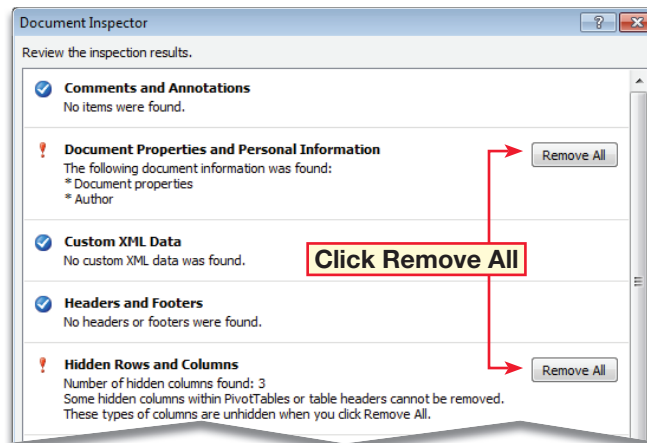 Document Inspector
Review the inspection results.
Comments and Annotations
No items were found.
Document Properties and Personal Information
Remove All
The following document information was found:
* Document properties
* Author
Custom XML Data
No custom XML data was found.
Click Remove All
Headers and Footers
No headers or footers were found.
Hidden Rows and Columns
Remove All
Number of hidden columns found: 3
Some hidden columns within PivotTables or table headers cannot be removed.
These types of columns are unhidden when you click Remove All.